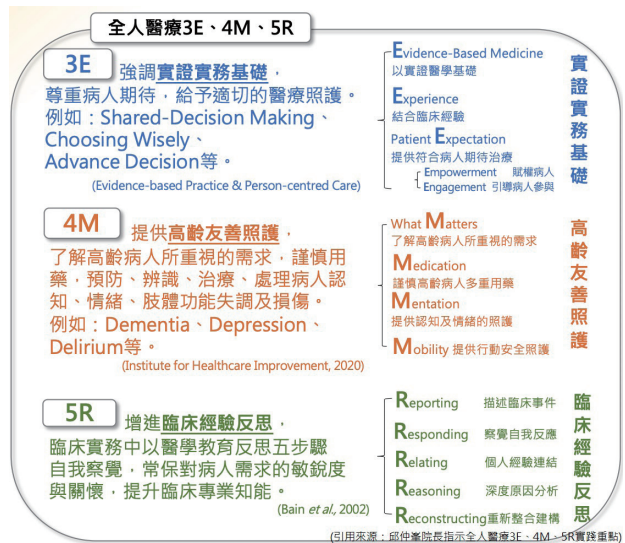 全人醫療3E、4M、5R
3E 強調實證實務基礎，
尊重病人期待，給予適切的醫療照護。
例如：Shared-Decision Making、
Choosing Wisely、
Advance Decision等。
(Evidence-based Practice & Person-centred Care)
Evidence-Based Medicine
以實證醫學基礎
Experience
結合臨床經驗
Patient Expectation
提供符合病人期待治療
Empowerment 賦權病人
Engagement 引導病人參與
實證實務基礎
4M 提供高齡友善照護，
了解高齡病人所重視的需求，謹慎用
藥，預防、辨識、治療、處理病人認
知、情緒、肢體功能失調及損傷。
例如：Dementia、Depression、
Delirium等。
(Institute for Healthcare Improvement, 2020)
What Matters
了解高齡病人所重視的需求
Medication
謹慎高齡病人多重用藥
Mentation
提供認知及情緒的照護
Mobility 提供行動安全照護
高齡友善照護
5R 增進臨床經驗反思，
臨床實務中以醫學教育反思五步驟
自我察覺，常保對病人需求的敏銳度
與關懷，提升臨床專業知能。
(Bain et al., 2002)
Reporting 描述臨床事件
Responding 察覺自我反應
Relating 個人經驗連結
Reasoning 深度原因分析
Reconstructing重新整合建構
臨床經驗反思
(引用來源：邱仲峯院長指示全人醫療3E、4M、5R實踐重點)